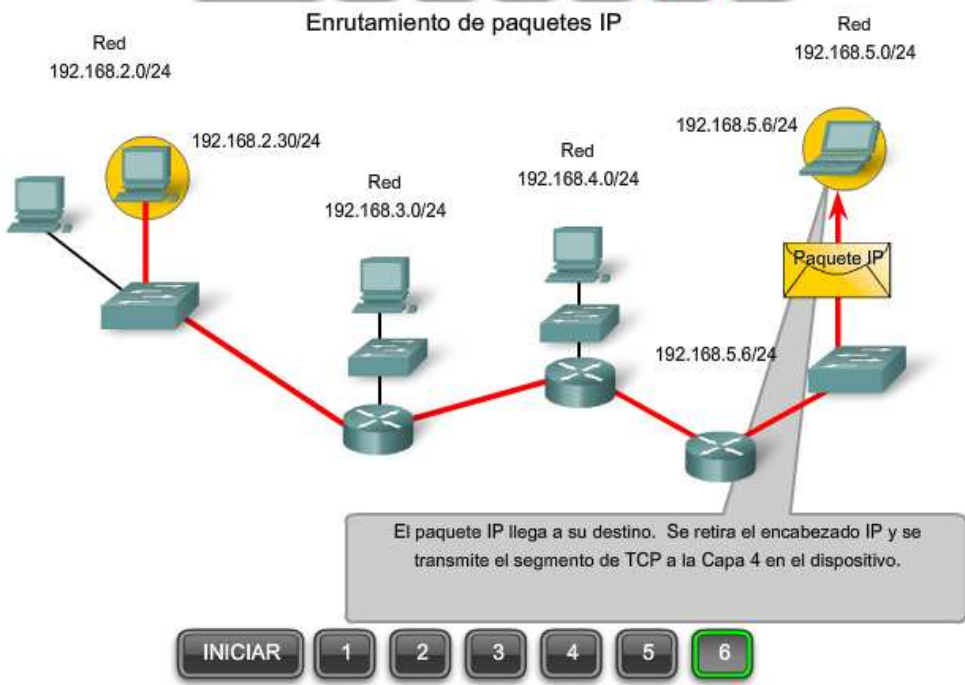 Enrutamiento de paquetes IP
Red
192.168.2.0/24
Red
192.168.5.0/24
192.168.2.30/24
192.168.5.6/24
Red
192.168.3.0/24
Red
192.168.4.0/24
Paquete IP
192.168.5.6/24
El paquete IP llega a su destino. Se retira el encabezado IP y se
transmite el segmento de TCP a la Capa 4 en el dispositivo.
INICIAR 1 2 3 4 5 6